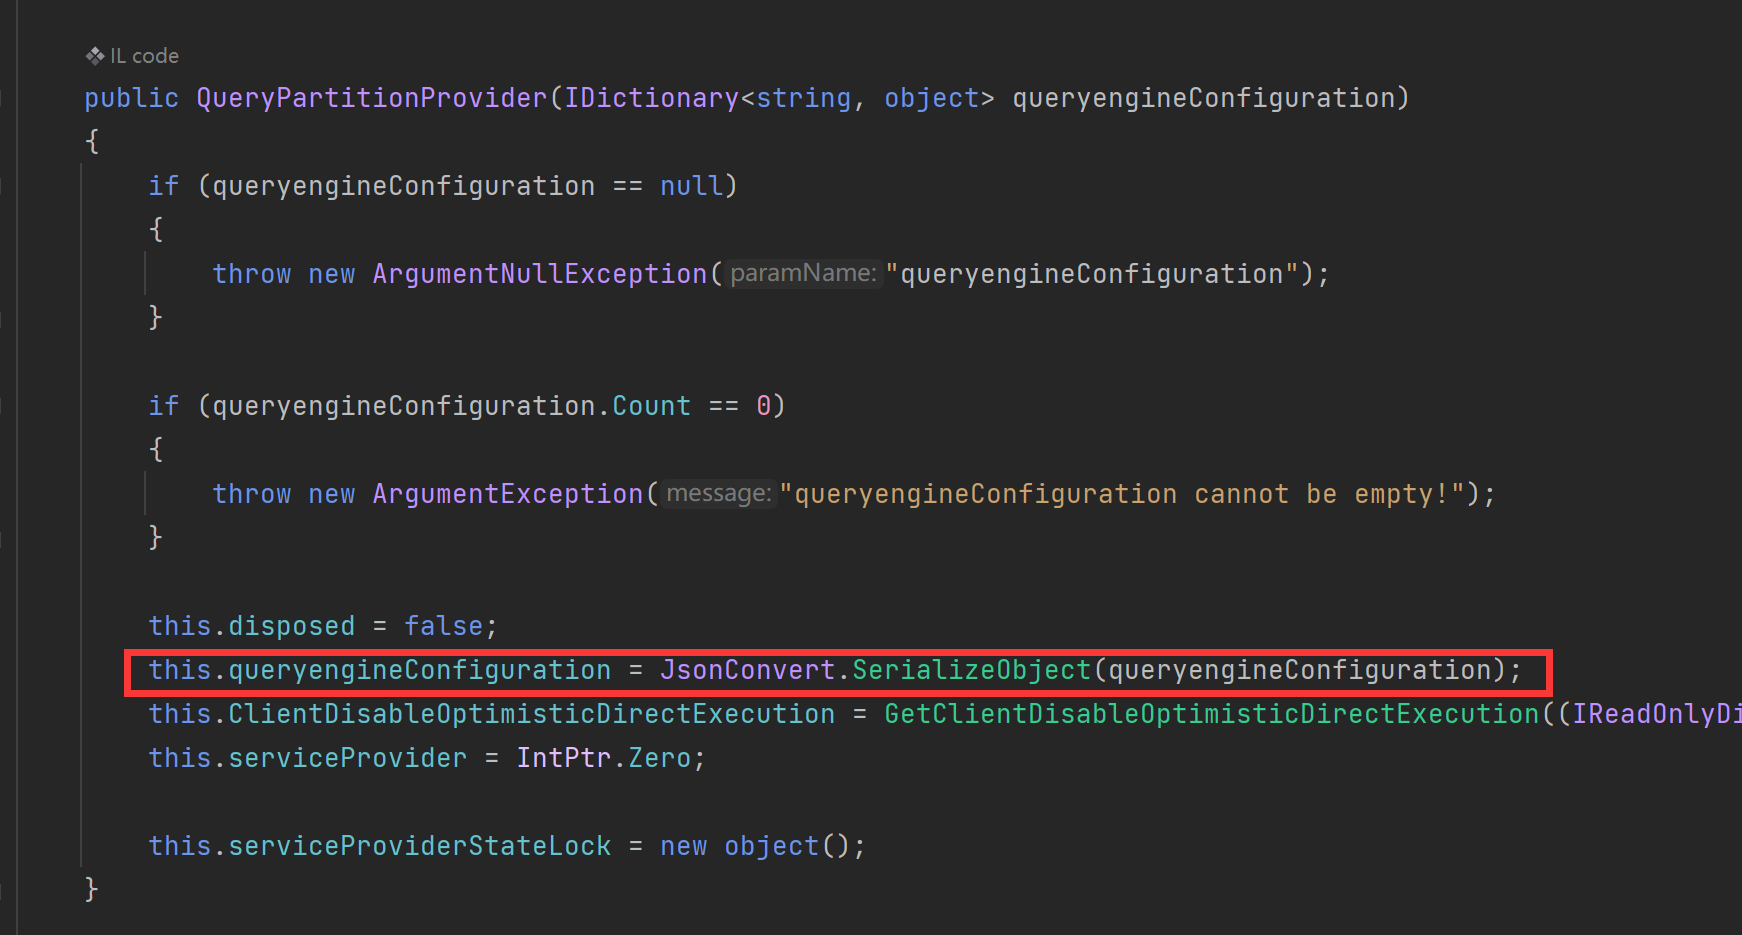 IL code
public QueryPartitionProvider(IDictionary<string, object> queryengineConfiguration)
{
if (queryengineConfiguration == null)
{
throw new ArgumentNullException(paramName:"queryengineConfiguration");
}
if (queryengineConfiguration.Count == 0)
{
throw new ArgumentException(message:"queryengineConfiguration cannot be empty!");
}
this.disposed = false;
this.queryengineConfiguration = JsonConvert.SerializeObject(queryengineConfiguration);
this.ClientDisableOptimisticDirectExecution = GetClientDisableOptimisticDirectExecution((IReadOnlyDi
this.serviceProvider = IntPtr.Zero;
this.serviceProviderStateLock = new object();
}